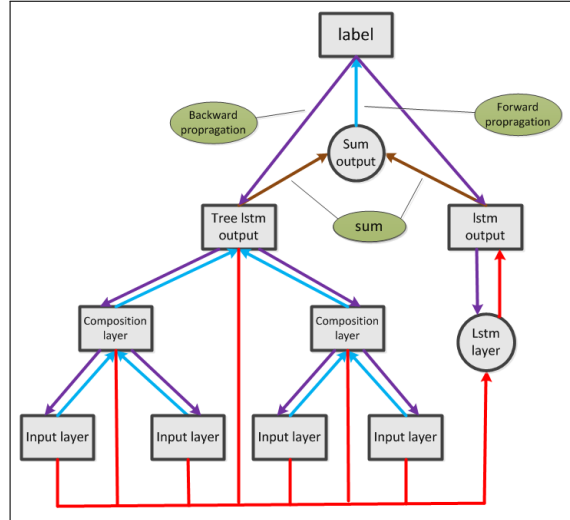 label
Backward
propragation
Forward
propragation
Sum
output
Tree lstm
output
sum
lstm
output
Composition
layer
Composition
layer
Lstm
layer
Input layer
Input layer
Input layer
Input layer